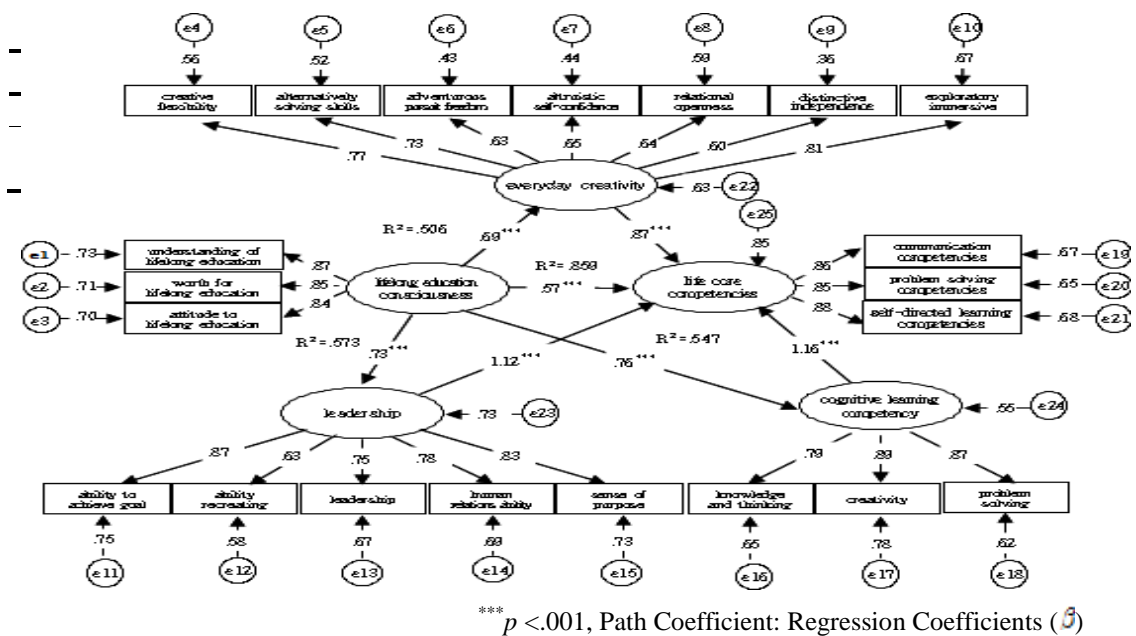 e4 e5 e6 e7 e8 e9 e10
.56 .52 .43 .44 .59 .36 .67
creative flexibility
alternatively solving skills
adventurous pursuit freedom
altruistic self-confidence
relational openness
distinctive independence
exploratory immersive
.77 .73 .63 .65 .64 .60 .81
everyday creativity
.63 e22
e25
.85
R²=.506
.69***
.87***
e1 .73 understanding of lifelong education .87
e2 .71 worth for lifelong education .85
e3 .70 attitude to lifelong education .84
lifelong education consciousness
R²=.859
.57***
life core competencies
.86 communication competencies .67 e19
.85 problem solving competencies .65 e20
.88 self-directed learning competencies .68 e21
R²=.573
.73***
1.12***
.76***
R²=.547
1.16***
leadership
.73 e23
cognitive learning competency
.55 e24
.87 .63 .75 .78 .83
.79 .89 .87
ability to achieve goal
ability recreating
leadership
human relations ability
sense of purpose
knowledge and thinking
creativity
problem solving
.75 .58 .67 .69 .73 .65 .78 .62
e11 e12 e13 e14 e15 e16 e17 e18
***p <.001, Path Coefficient: Regression Coefficients (β)